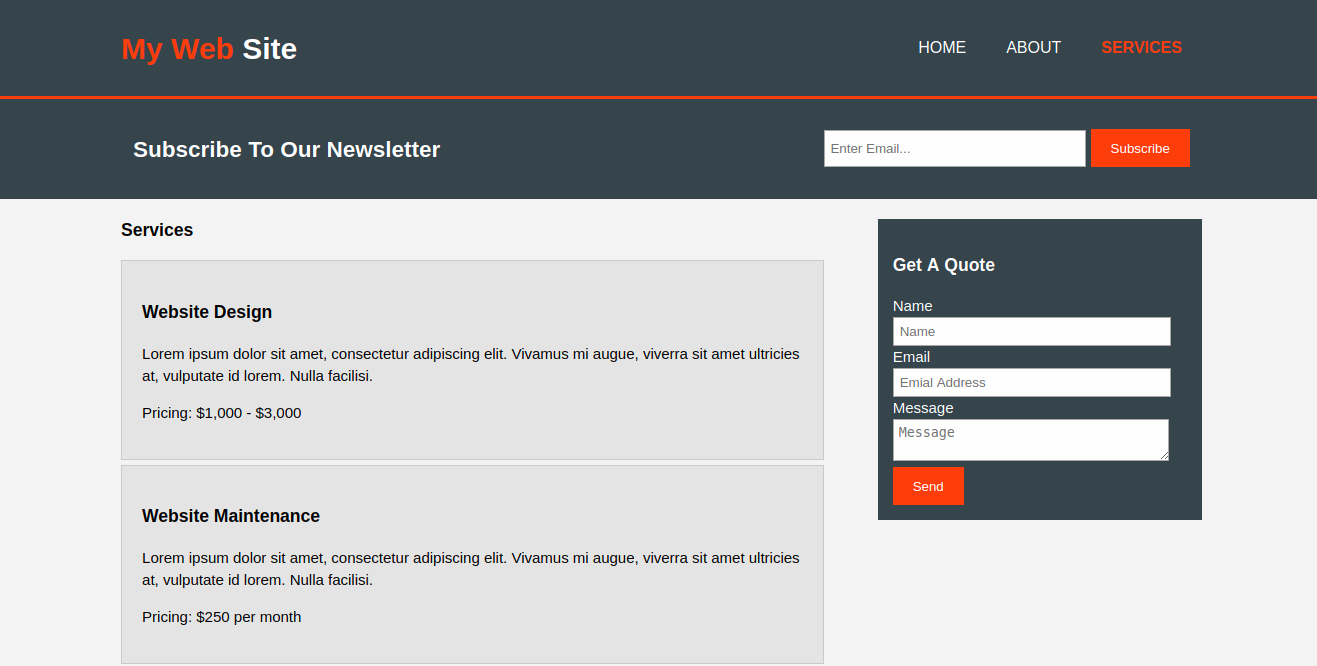 My Web Site
HOME ABOUT SERVICES
Subscribe To Our Newsletter
Enter Email...
Subscribe
Services
Website Design
Lorem ipsum dolor sit amet, consectetur adipiscing elit. Vivamus mi augue, viverra sit amet ultricies
at, vulputate id lorem. Nulla facilisi.
Pricing: $1,000 - $3,000
Website Maintenance
Lorem ipsum dolor sit amet, consectetur adipiscing elit. Vivamus mi augue, viverra sit amet ultricies
at, vulputate id lorem. Nulla facilisi.
Pricing: $250 per month
Get A Quote
Name
Name
Email
Emial Address
Message
Message
Send